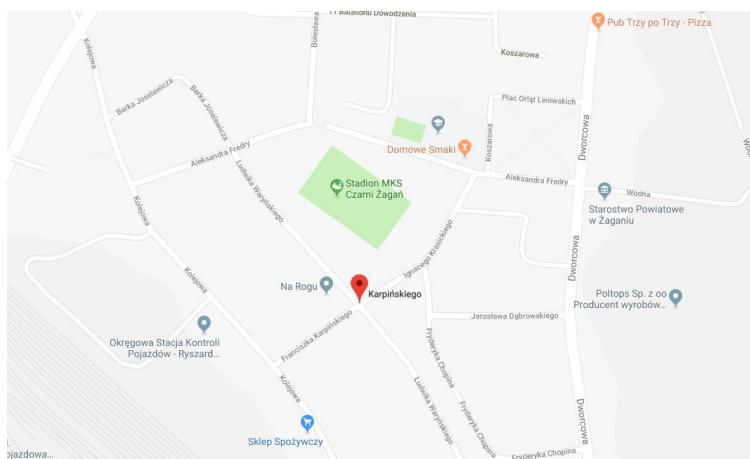 11 Batalionu Dowodzenia
Pub Trzy po Trzy - Pizza
Kolejowa
Bolesława
Koszarowa
Berka Joselewicza
Berka Joselewicza
Plac Orląt Lwowskich
Dworcowa
Domowe Smaki
Koszarowa
Aleksandra Fredry
Ludwika Waryńskiego
Stadion MKS
Czarni Żagań
Aleksandra Fredry
Wodna
Starostwo Powiatowe
w Żaganiu
Kolejowa
Ignacego Krasickiego
Dworcowa
Kolejowa
Na Rogu
Karpińskiego
Poltops Sp. z oo
Producent wyrobów...
Jarosława Dąbrowskiego
Franciszka Karpińskiego
Okręgowa Stacja Kontroli
Pojazdów - Ryszard...
Fryderyka Chopina
Kolejowa
Ludwika Waryńskiego
Fryderyka Chopina
Dworcowa
Sklep Spożywczy
Fryderyka Chopina
ojazdowa...